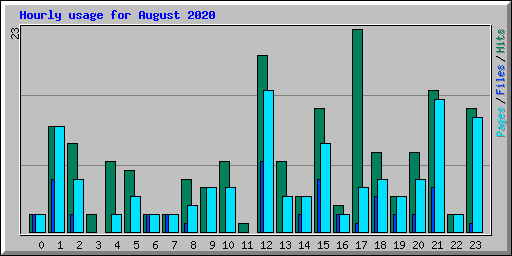 Hourly usage for August 2020
23
Pages/Files/Hits
0 1 2 3 4 5 6 7 8 9 10 11 12 13 14 15 16 17 18 19 20 21 22 23